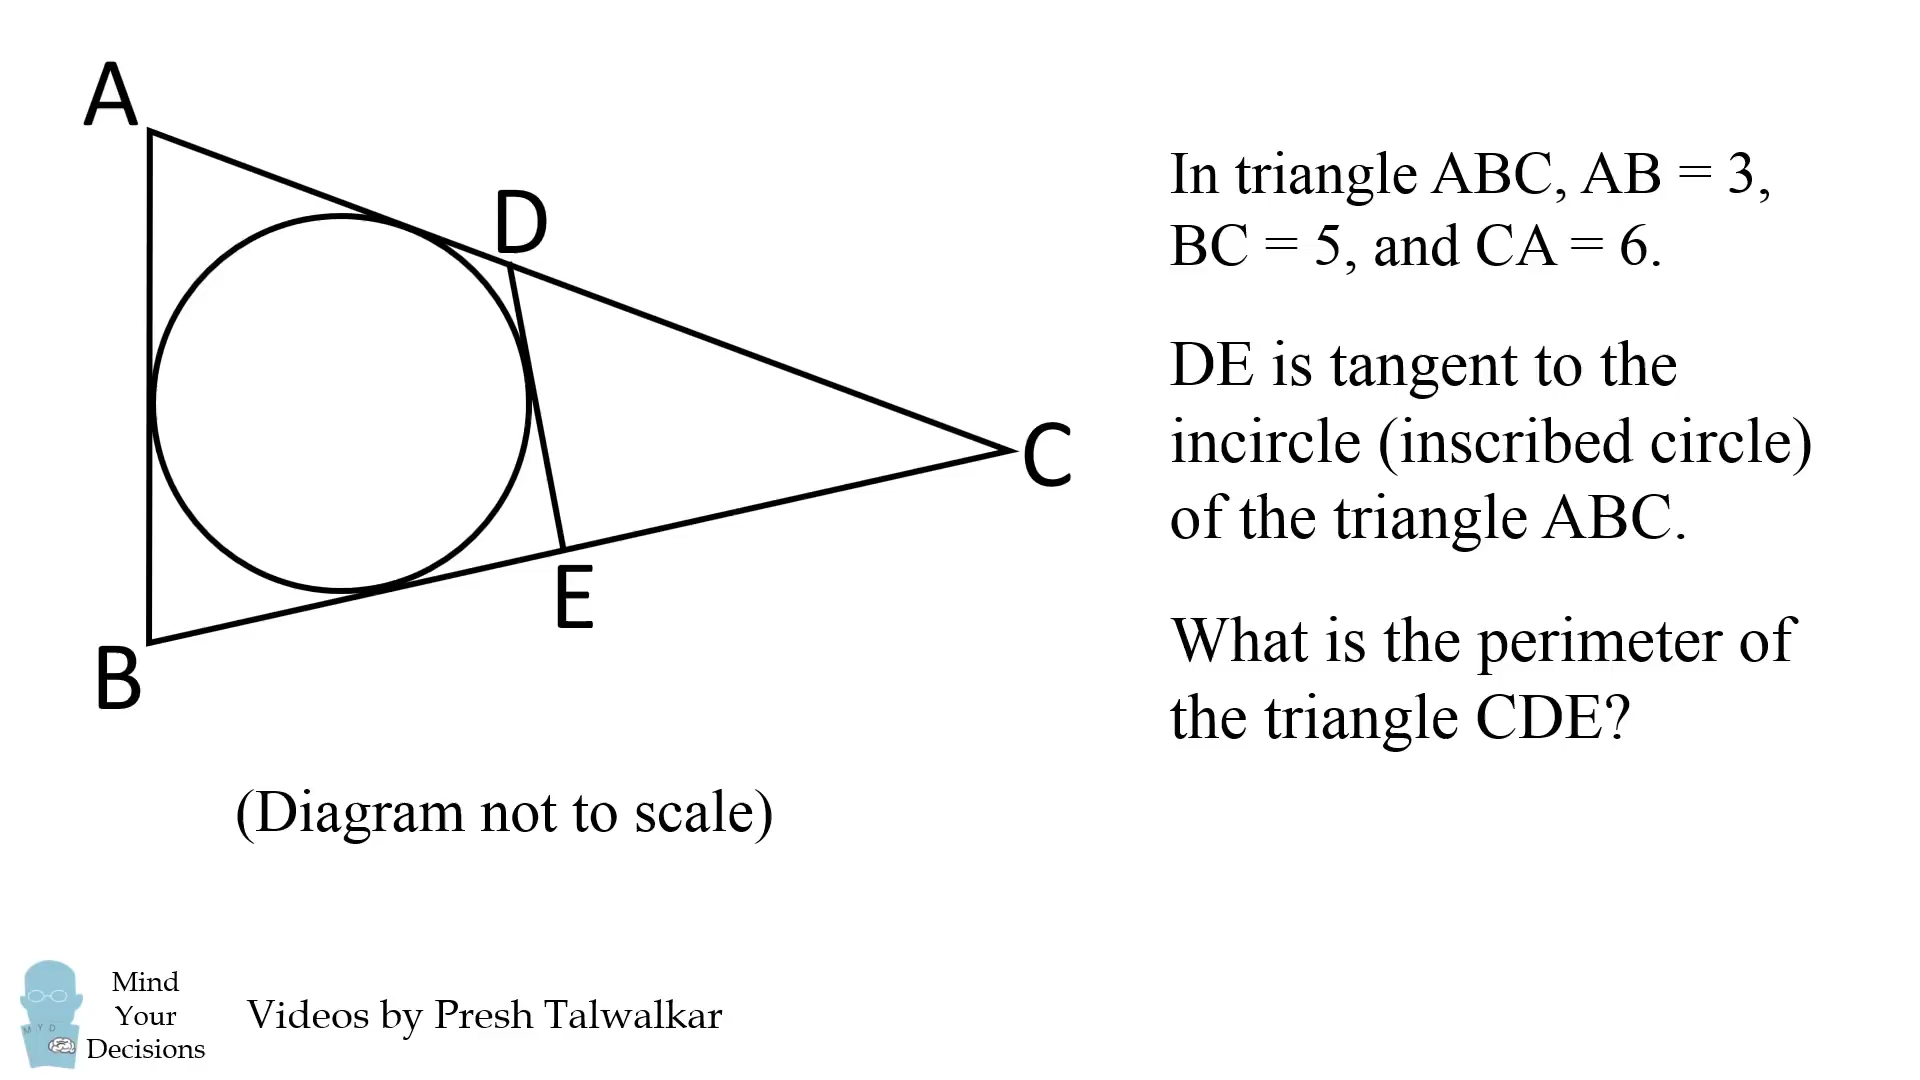 A
D
C
B
E
(Diagram not to scale)
In triangle ABC, AB = 3,
BC = 5, and CA = 6.
DE is tangent to the
incircle (inscribed circle)
of the triangle ABC.
What is the perimeter of
the triangle CDE?
M Y D
Mind
Your
Decisions
Videos by Presh Talwalkar